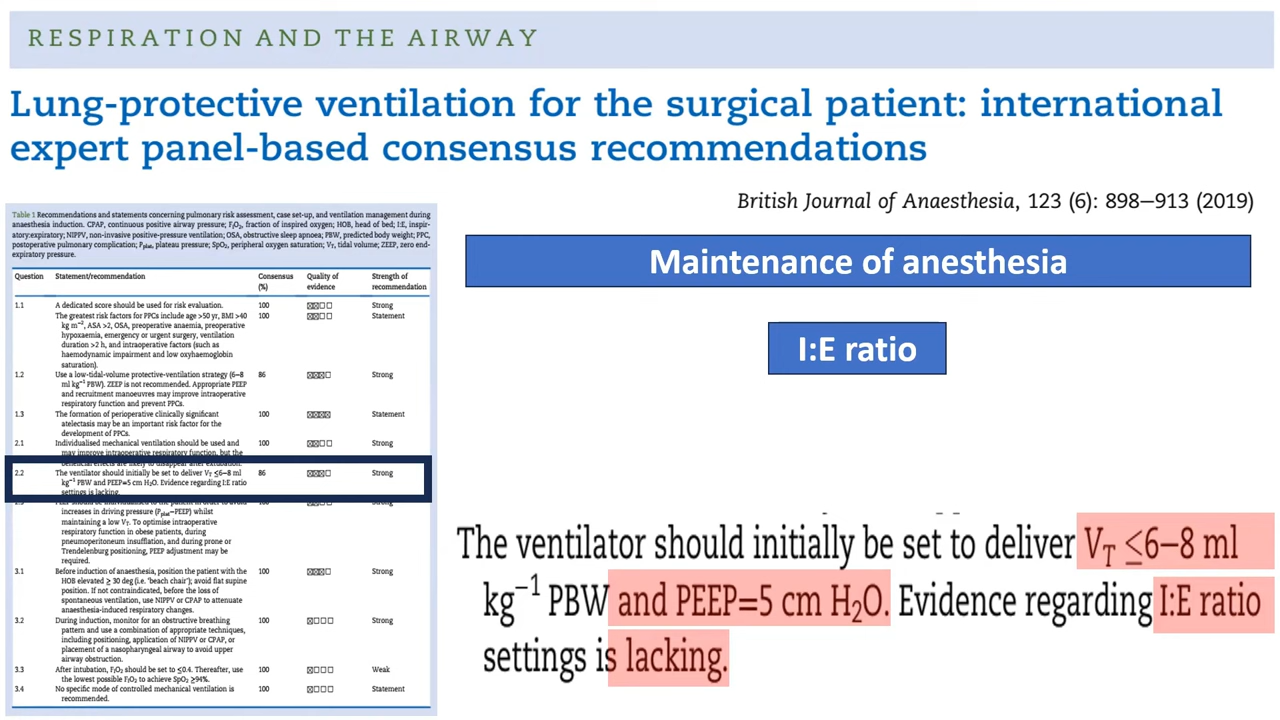 RESPIRATION AND THE AIRWAY
Lung-protective ventilation for the surgical patient: international
expert panel-based consensus recommendations
British Journal of Anaesthesia, 123 (6): 898–913 (2019)
Table 1 Recommendations and statements concerning pulmonary risk assessment, case set-up, and ventilation management during
anaesthesia induction. CPAP, continuous positive airway pressure; FIO2, fraction of inspired oxygen; HOB, head of bed; I:E, inspir-
atory:expiratory; NIPPV, non-invasive positive-pressure ventilation; OSA, obstructive sleep apnoea; PBW, predicted body weight; PPC,
postoperative pulmonary complication; Pplat, plateau pressure; SpO2, peripheral oxygen saturation; VT, tidal volume; ZEEP, zero end-
expiratory pressure.
Question Statement/recommendation Consensus (%) Quality of evidence Strength of recommendation
1.1 A dedicated score should be used for risk evaluation. 100 ☒☒☐☐ Strong
The greatest risk factors for PPCs include age >50 yr, BMI >40 100 ☒☒☐☐ Statement
kg m−2, ASA >2, OSA, preoperative anaemia, preoperative
hypoxaemia, emergency or urgent surgery, ventilation
duration >2 h, and intraoperative factors (such as
haemodynamic impairment and low oxyhaemoglobin
saturation).
1.2 Use a low-tidal-volume protective-ventilation strategy (6–8 86 ☒☒☒☐ Strong
ml kg−1 PBW). ZEEP is not recommended. Appropriate PEEP
and recruitment manoeuvres may improve intraoperative
respiratory function and prevent PPCs.
1.3 The formation of perioperative clinically significant 100 ☒☒☒☒ Statement
atelectasis may be an important risk factor for the
development of PPCs.
2.1 Individualised mechanical ventilation should be used and 100 ☒☒☐☐ Strong
may improve intraoperative respiratory function, but the
beneficial effects are likely to disappear after extubation.
2.2 The ventilator should initially be set to deliver VT ≤6–8 ml 86 ☒☒☒☐ Strong
kg−1 PBW and PEEP=5 cm H2O. Evidence regarding I:E ratio
settings is lacking.
increases in driving pressure (Pplat−PEEP) whilst
maintaining a low VT. To optimise intraoperative
respiratory function in obese patients, during
pneumoperitoneum insufflation, and during prone or
Trendelenburg positioning, PEEP adjustment may be
required.
3.1 Before induction of anaesthesia, position the patient with the 100 ☒☒☒☐ Strong
HOB elevated ≥ 30 deg (i.e. 'beach chair'); avoid flat supine
position. If not contraindicated, before the loss of
spontaneous ventilation, use NIPPV or CPAP to attenuate
anaesthesia-induced respiratory changes.
3.2 During induction, monitor for an obstructive breathing 100 ☒☐☐☐ Strong
pattern and use a combination of appropriate techniques,
including positioning, application of NIPPV or CPAP, or
placement of a nasopharyngeal airway to avoid upper
airway obstruction.
3.3 After intubation, FIO2 should be set to ≤0.4. Thereafter, use 100 ☒☐☐☐ Weak
the lowest possible FIO2 to achieve SpO2 ≥94%.
3.4 No specific mode of controlled mechanical ventilation is 100 ☒☐☐☐ Statement
recommended.
Maintenance of anesthesia
I:E ratio
The ventilator should initially be set to deliver VT ≤6–8 ml
kg−1 PBW and PEEP=5 cm H2O. Evidence regarding I:E ratio
settings is lacking.